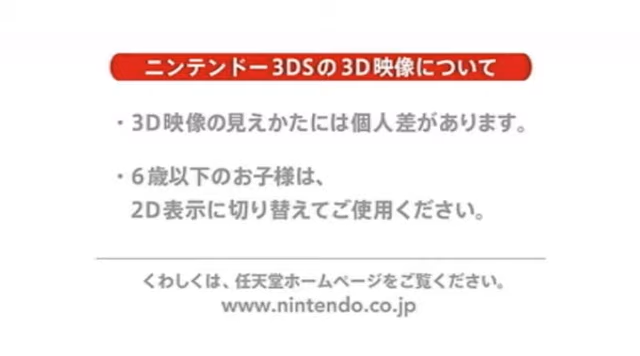 ニンテンドー3DSの3D映像について
・3D映像の見えかたには個人差があります。
・6歳以下のお子様は、
2D表示に切り替えてご使用ください。
くわしくは、任天堂ホームページをご覧ください。
www.nintendo.co.jp